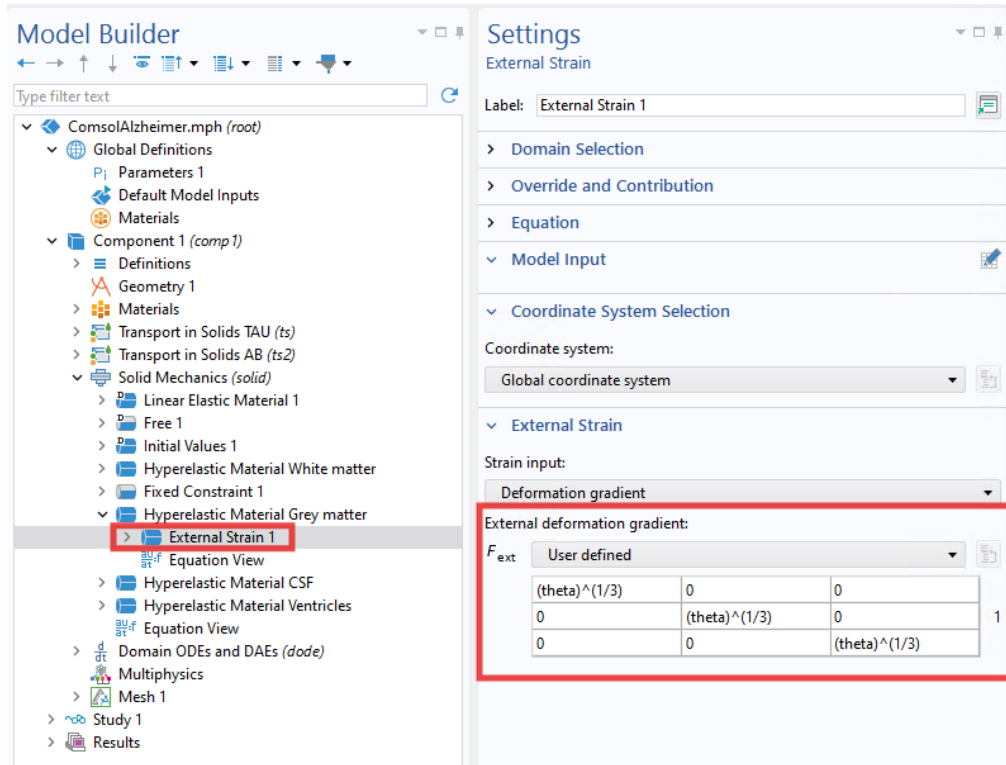 Model Builder
Type filter text
ComsolAlzheimer.mph (root)
Global Definitions
Pi Parameters 1
Default Model Inputs
Materials
Component 1 (comp1)
Definitions
Geometry 1
Materials
Transport in Solids TAU (ts)
Transport in Solids AB (ts2)
Solid Mechanics (solid)
D Linear Elastic Material 1
D Free 1
D Initial Values 1
Hyperelastic Material White matter
Fixed Constraint 1
Hyperelastic Material Grey matter
External Strain 1
Equation View
Hyperelastic Material CSF
Hyperelastic Material Ventricles
Equation View
d/dt Domain ODEs and DAEs (dode)
Multiphysics
Mesh 1
Study 1
Results
Settings
External Strain
Label: External Strain 1
Domain Selection
Override and Contribution
Equation
Model Input
Coordinate System Selection
Coordinate system:
Global coordinate system
External Strain
Strain input:
Deformation gradient
External deformation gradient:
Fext User defined
(theta)^(1/3) 0 0
0 (theta)^(1/3) 0 1
0 0 (theta)^(1/3)